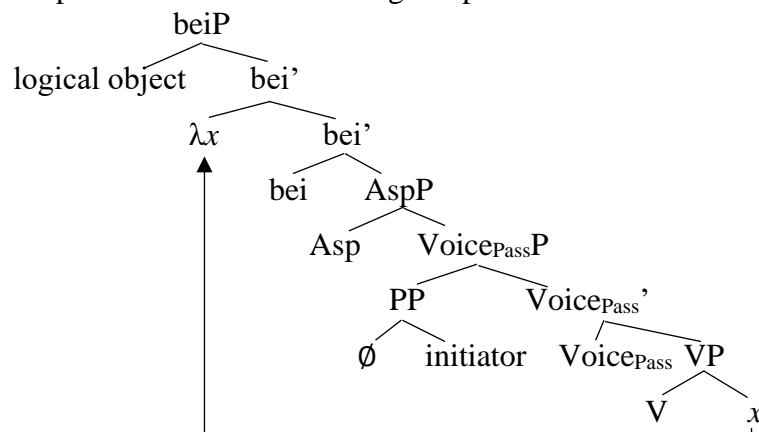 beiP
logical object bei’
λx bei’
bei AspP
Asp VoicePassP
PP VoicePass’
Ø initiator VoicePass VP
V x